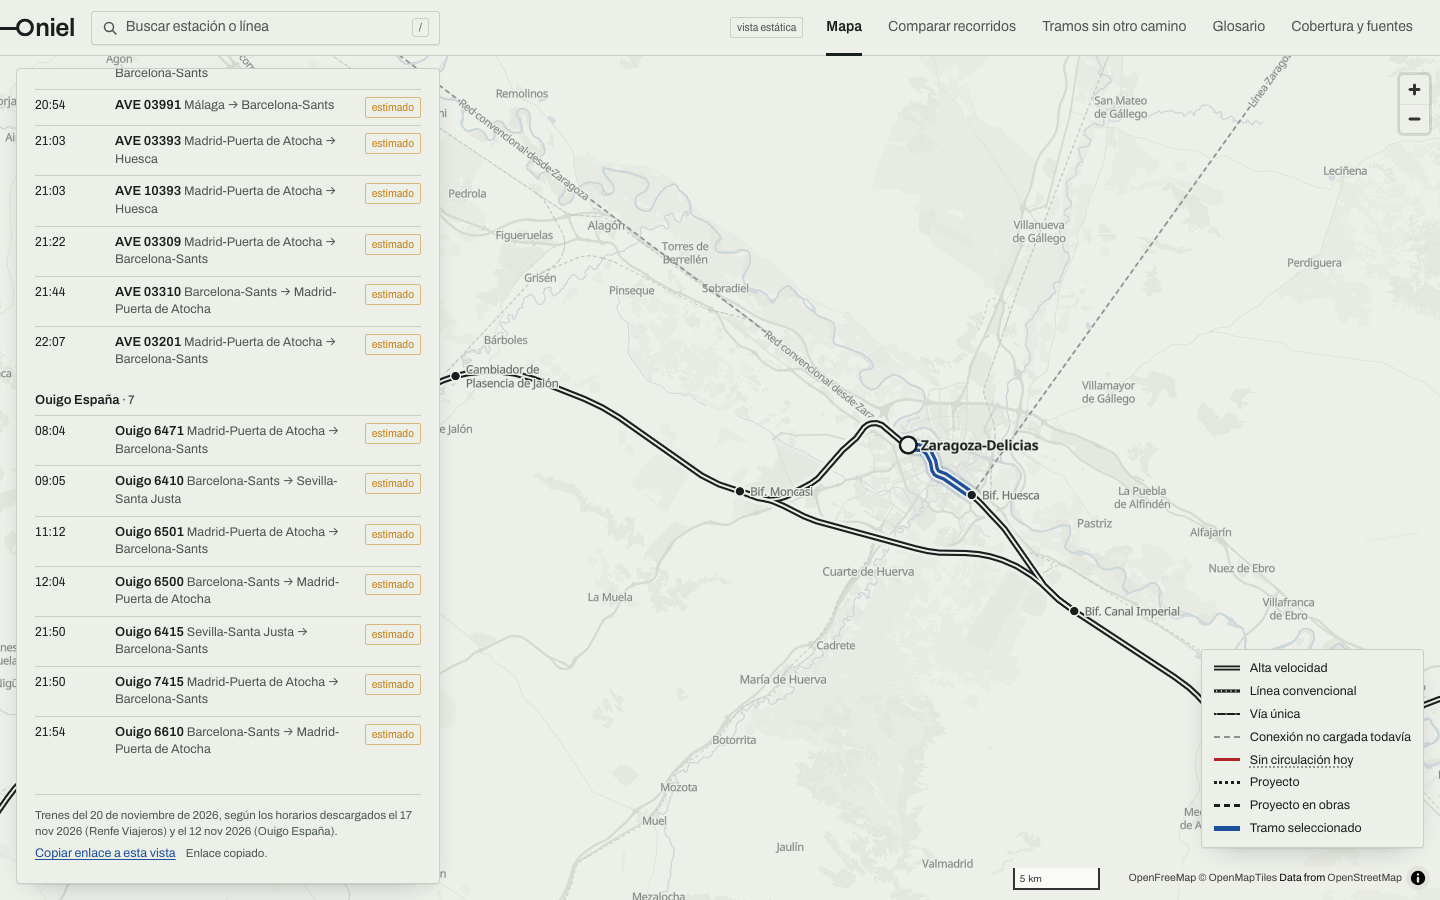 Oniel
Buscar estación o línea
/
vista estática
Mapa
Comparar recorridos
Tramos sin otro camino
Glosario
Cobertura y fuentes
Barcelona-Sants
20:54 AVE 03991 Málaga → Barcelona-Sants estimado
21:03 AVE 03393 Madrid-Puerta de Atocha → estimado
Huesca
21:03 AVE 10393 Madrid-Puerta de Atocha → estimado
Huesca
21:22 AVE 03309 Madrid-Puerta de Atocha → estimado
Barcelona-Sants
21:44 AVE 03310 Barcelona-Sants → Madrid- estimado
Puerta de Atocha
22:07 AVE 03201 Madrid-Puerta de Atocha → estimado
Barcelona-Sants
Ouigo España · 7
08:04 Ouigo 6471 Madrid-Puerta de Atocha → estimado
Barcelona-Sants
09:05 Ouigo 6410 Barcelona-Sants → Sevilla- estimado
Santa Justa
11:12 Ouigo 6501 Madrid-Puerta de Atocha → estimado
Barcelona-Sants
12:04 Ouigo 6500 Barcelona-Sants → Madrid- estimado
Puerta de Atocha
21:50 Ouigo 6415 Sevilla-Santa Justa → estimado
Barcelona-Sants
21:50 Ouigo 7415 Madrid-Puerta de Atocha → estimado
Barcelona-Sants
21:54 Ouigo 6610 Barcelona-Sants → Madrid- estimado
Puerta de Atocha
Trenes del 20 de noviembre de 2026, según los horarios descargados el 17
nov 2026 (Renfe Viajeros) y el 12 nov 2026 (Ouigo España).
Copiar enlace a esta vista Enlace copiado.
Agón
Remolinos
San Mateo
de Gállego
Línea Zaragoz
Red convencional desde Zaragoza
Leciñena
Pedrola
Alagón
Figueruelas
Torres de
Berrellén
Villanueva
de Gállego
Perdiguera
Grisén
Pinseque
Sobradiel
Bárboles
Red convencional desde Zar
Cambiador de
Plasencia de Jalón
Villamayor
de Gállego
e Jalón
Zaragoza-Delicias
Bif. Moncasi
Bif. Huesca
La Puebla
de Alfindén
Pastriz
Alfajarín
Cuarte de Huerva
Nuez de Ebro
La Muela
Bif. Canal Imperial
Villafranca
de Ebro
Cadrete
María de Huerva
Botorrita
Mozota
Muel
Jaulín
Valmadrid
Mezalocha
+
−
Alta velocidad
Línea convencional
Vía única
Conexión no cargada todavía
Sin circulación hoy
Proyecto
Proyecto en obras
Tramo seleccionado
5 km
OpenFreeMap © OpenMapTiles Data from OpenStreetMap